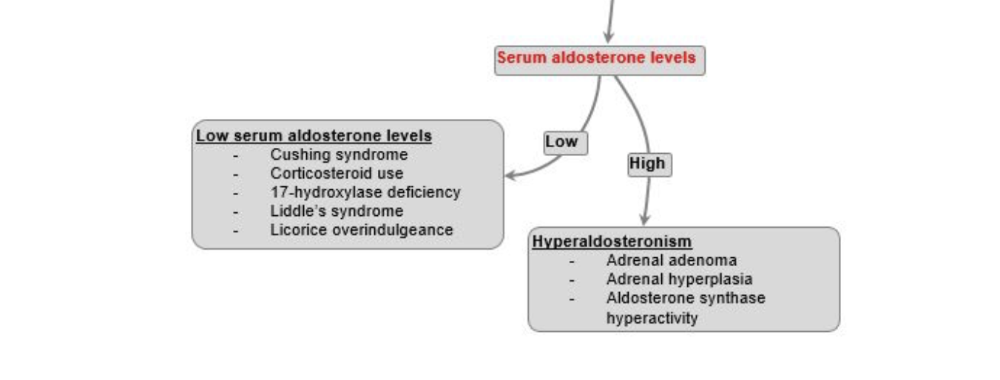 Serum aldosterone levels
Low
High
Low serum aldosterone levels
- Cushing syndrome
- Corticosteroid use
- 17-hydroxylase deficiency
- Liddle's syndrome
- Licorice overindulgeance
Hyperaldosteronism
- Adrenal adenoma
- Adrenal hyperplasia
- Aldosterone synthase
hyperactivity